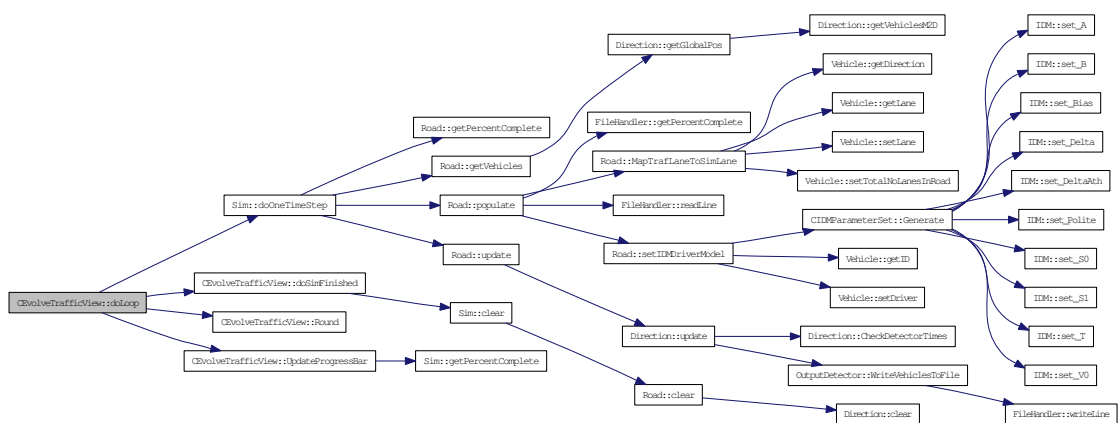 CEvolveTrafficView::doLoop
Sim::doOneTimeStep
CEvolveTrafficView::doSimFinished
CEvolveTrafficView::Round
CEvolveTrafficView::UpdateProgressBar
Road::getPercentComplete
Road::getVehicles
Road::populate
Road::update
Sim::clear
Sim::getPercentComplete
Direction::getGlobalPos
FileHandler::getPercentComplete
Road::MapTrafLaneToSimLane
FileHandler::readLine
Road::setIDMDriverModel
Direction::update
Road::clear
Direction::getVehiclesM2D
Vehicle::getDirection
Vehicle::getLane
Vehicle::setLane
Vehicle::setTotalNoLanesInRoad
CIDMParameterSet::Generate
Vehicle::getID
Vehicle::setDriver
Direction::CheckDetectorTimes
OutputDetector::WriteVehiclesToFile
Direction::clear
IDM::set_A
IDM::set_B
IDM::set_Bias
IDM::set_Delta
IDM::set_DeltaAth
IDM::set_Polite
IDM::set_S0
IDM::set_S1
IDM::set_T
IDM::set_V0
FileHandler::writeLine